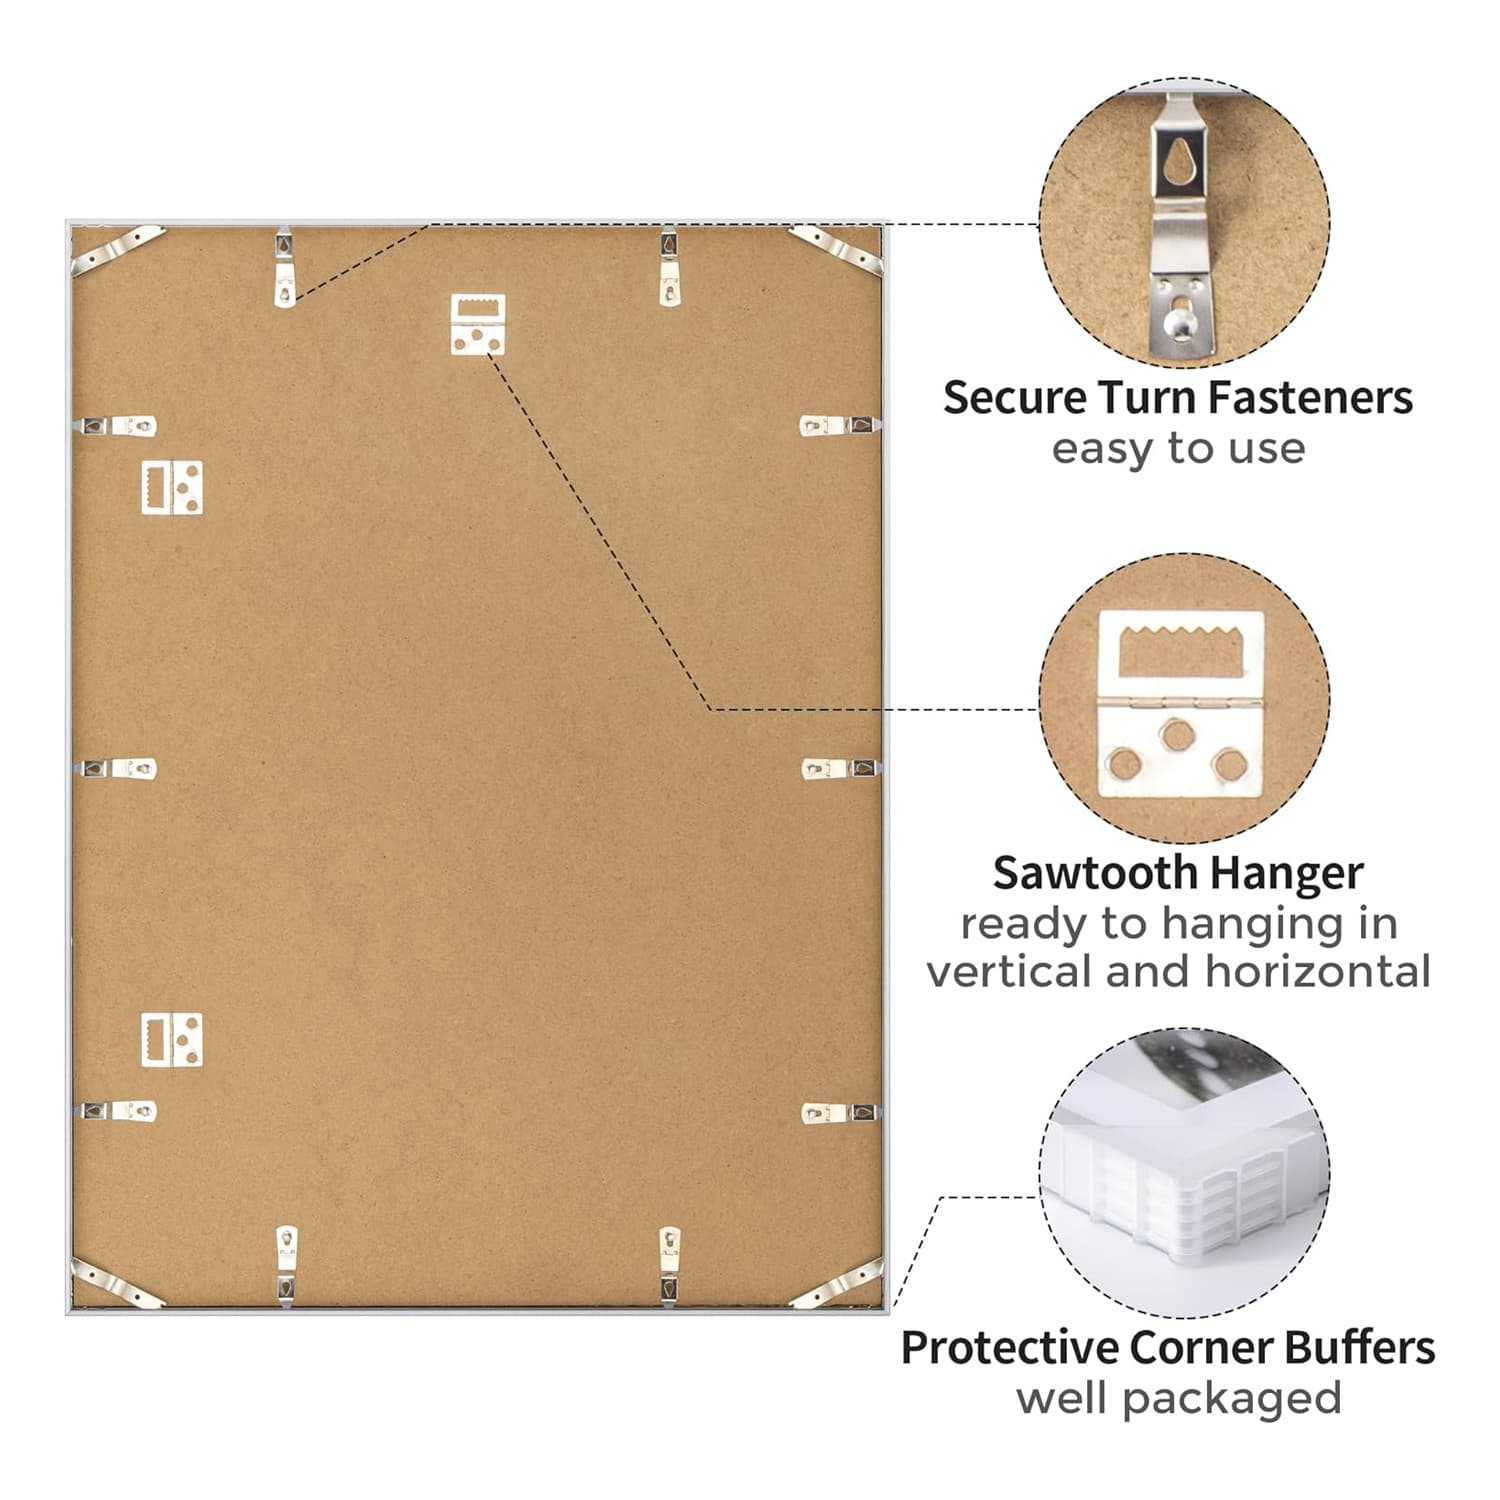 Secure Turn Fasteners
easy to use
Sawtooth Hanger
ready to hanging in
vertical and horizontal
Protective Corner Buffers
well packaged